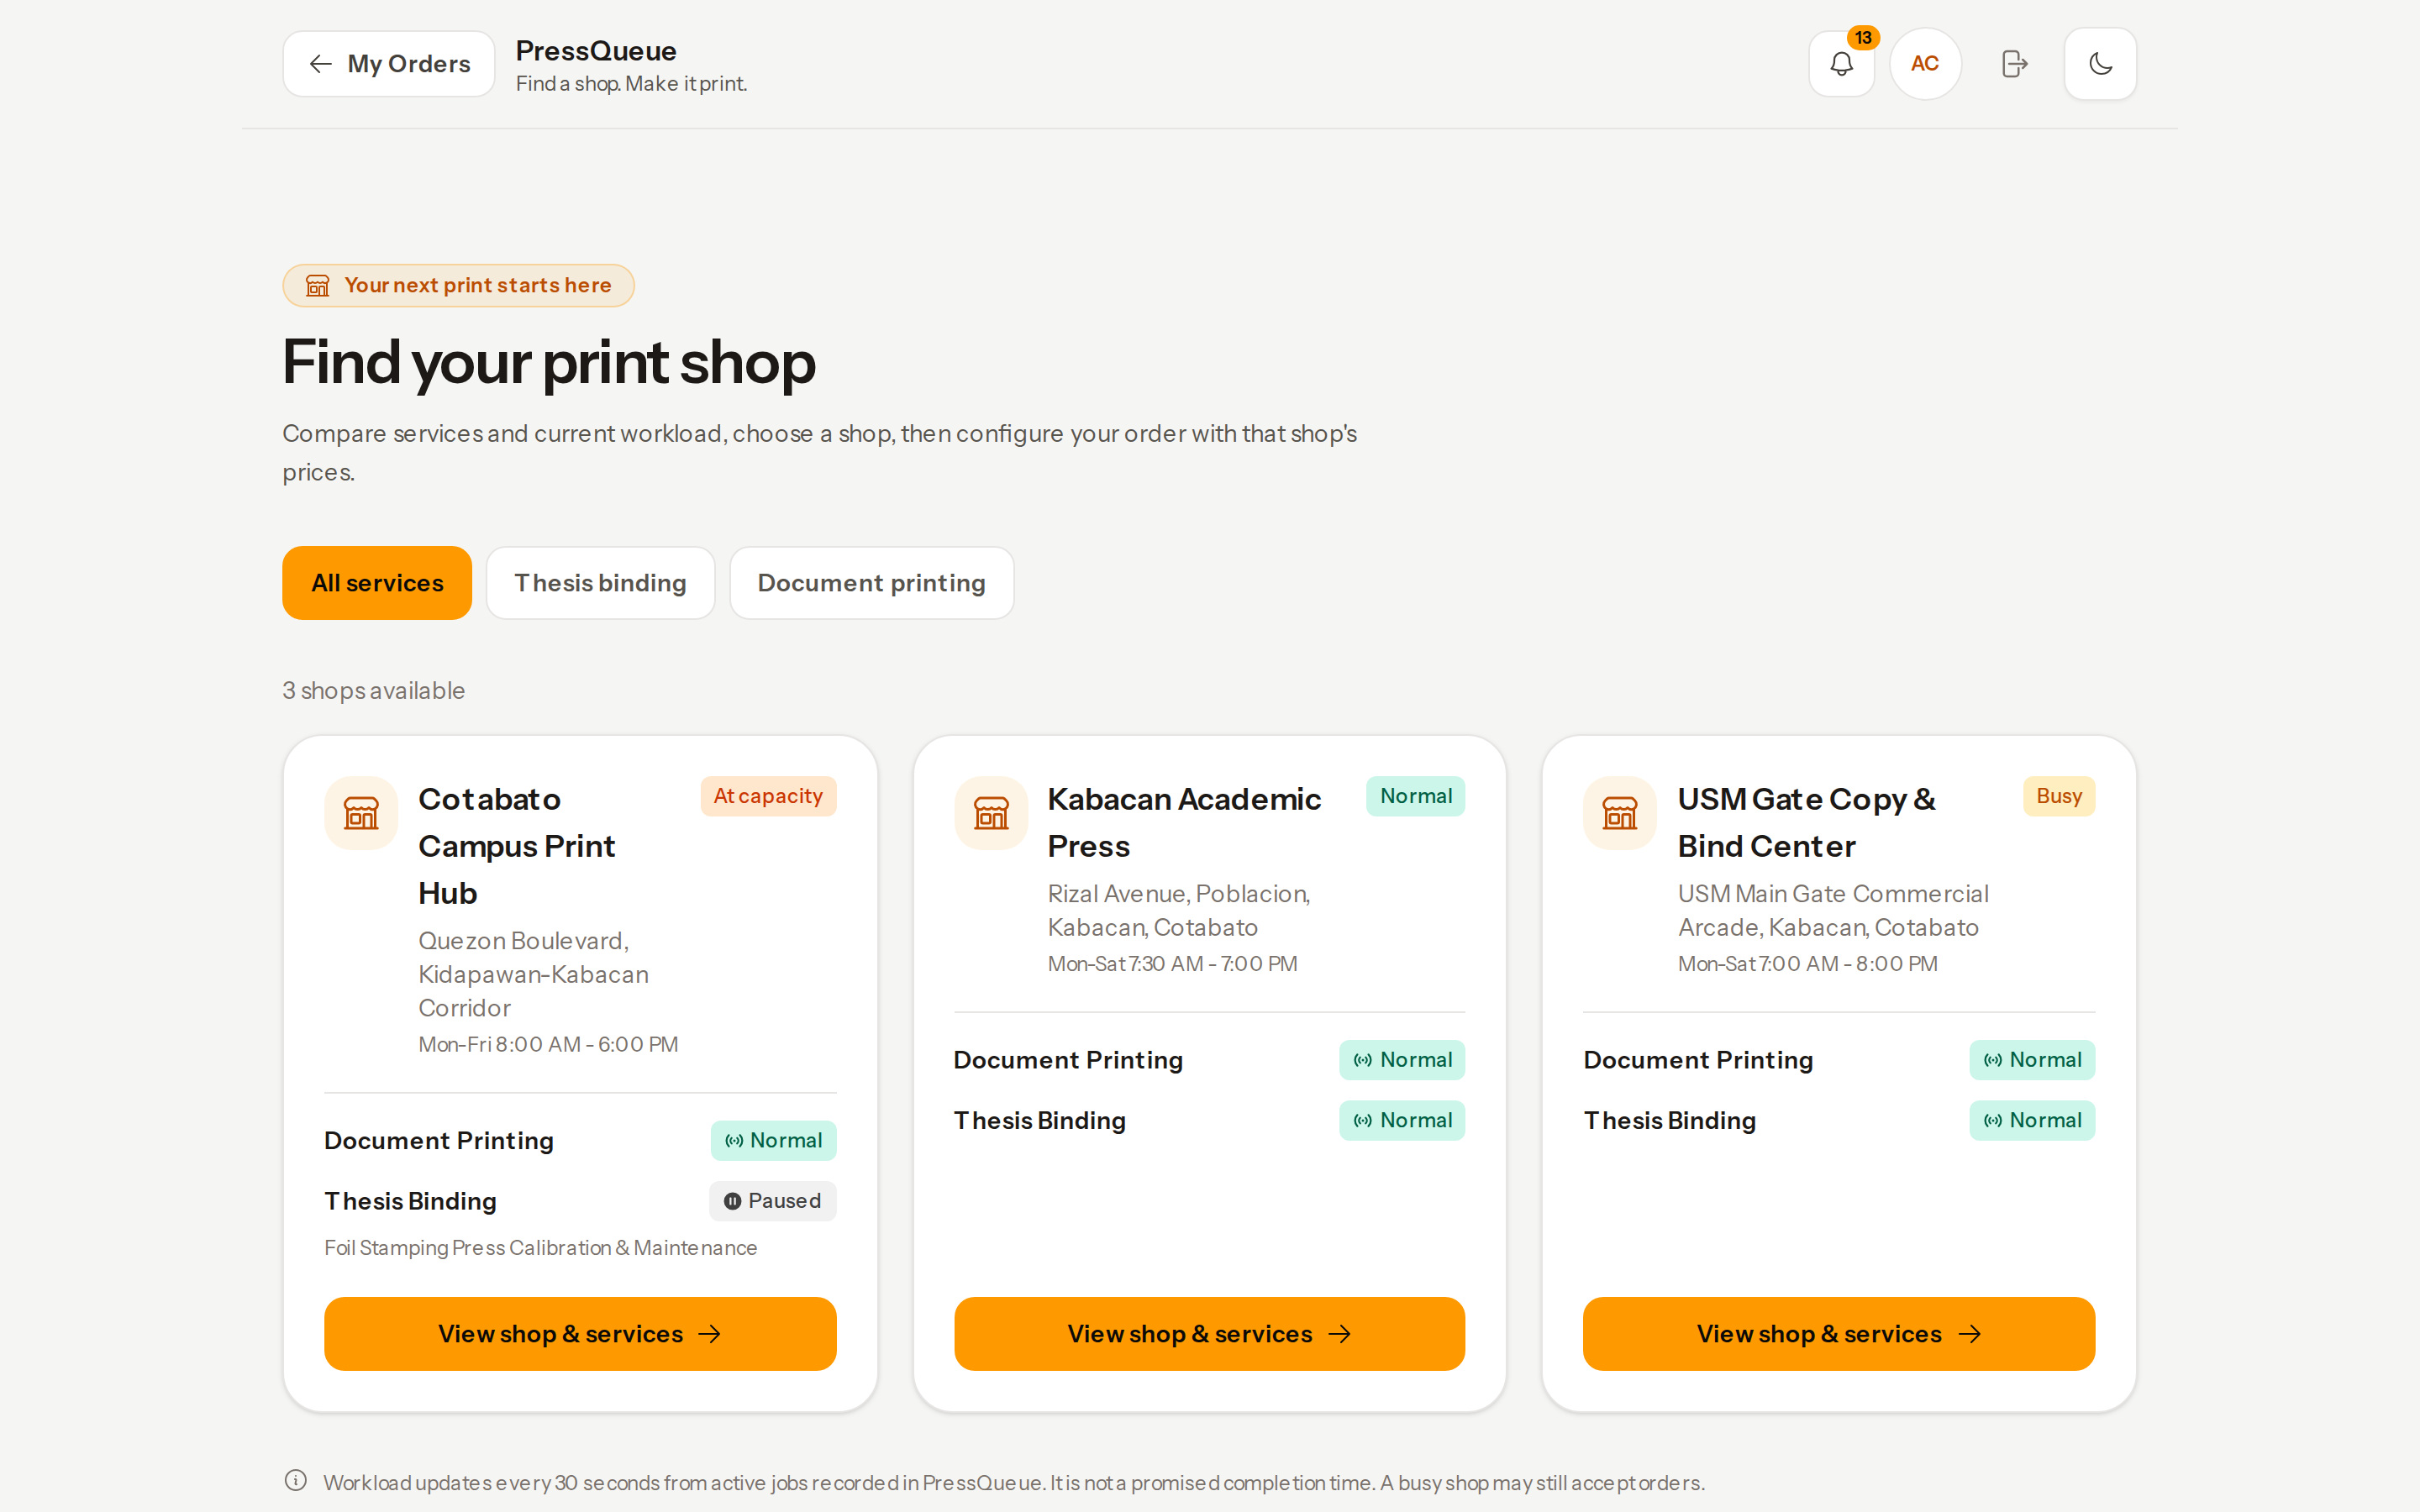 My Orders
PressQueue
Find a shop. Make it print.
13
AC
Your next print starts here
Find your print shop
Compare services and current workload, choose a shop, then configure your order with that shop's
prices.
All services
Thesis binding
Document printing
3 shops available
Cotabato
Campus Print
Hub
At capacity
Quezon Boulevard,
Kidapawan-Kabacan
Corridor
Mon-Fri 8:00 AM - 6:00 PM
Document Printing
Normal
Thesis Binding
Paused
Foil Stamping Press Calibration & Maintenance
View shop & services
Kabacan Academic
Press
Normal
Rizal Avenue, Poblacion,
Kabacan, Cotabato
Mon-Sat 7:30 AM - 7:00 PM
Document Printing
Normal
Thesis Binding
Normal
View shop & services
USM Gate Copy &
Bind Center
Busy
USM Main Gate Commercial
Arcade, Kabacan, Cotabato
Mon-Sat 7:00 AM - 8:00 PM
Document Printing
Normal
Thesis Binding
Normal
View shop & services
Workload updates every 30 seconds from active jobs recorded in PressQueue. It is not a promised completion time. A busy shop may still accept orders.